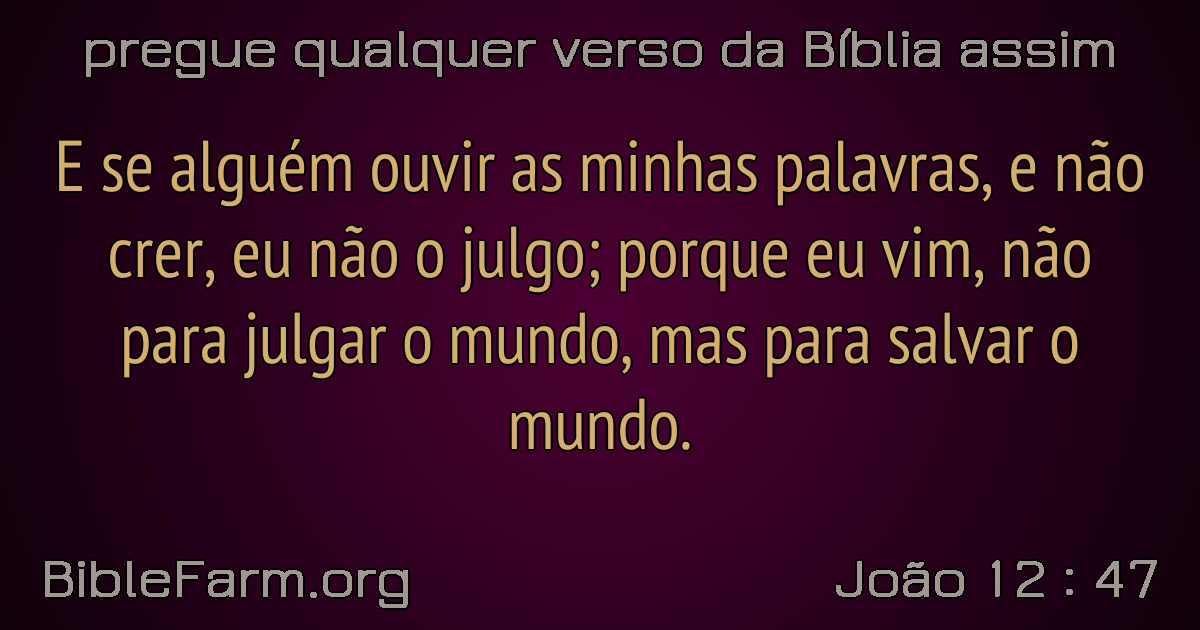 pregue qualquer verso da Bíblia assim
E se alguém ouvir as minhas palavras, e não
crer, eu não o julgo; porque eu vim, não
para julgar o mundo, mas para salvar o
mundo.
BibleFarm.org
João 12 : 47